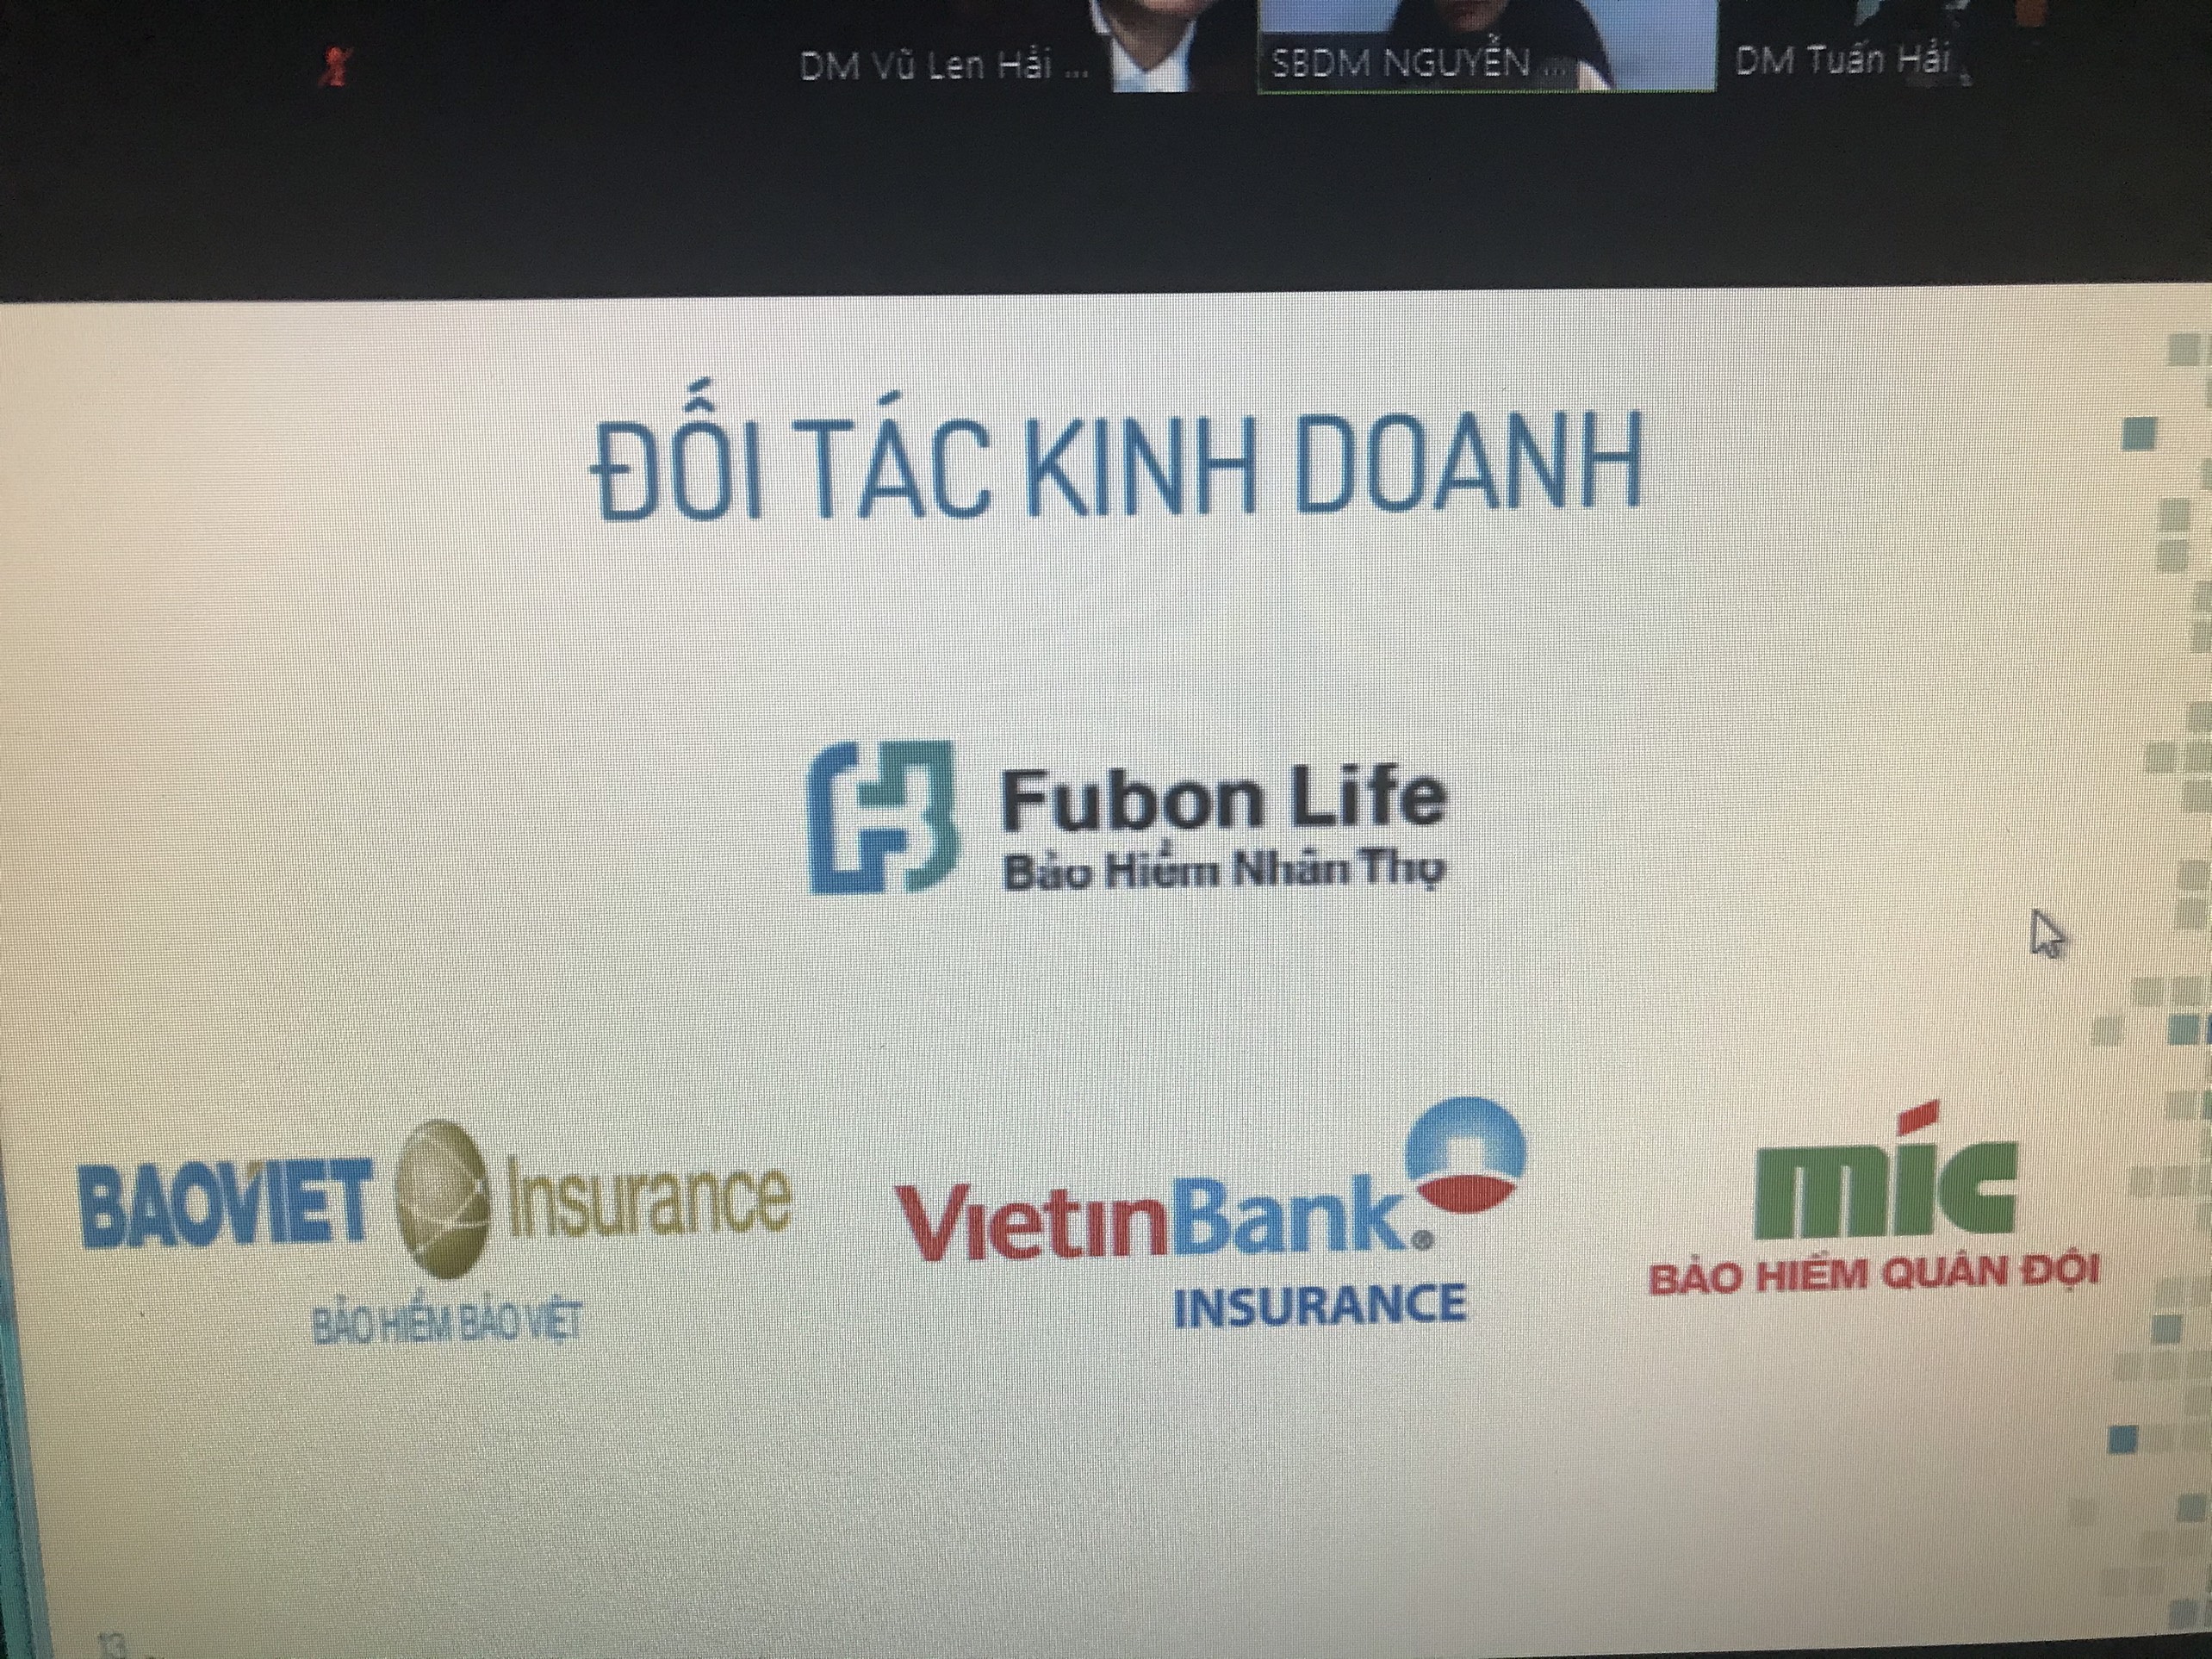 DM Vũ Len Hải ...
SBDM NGUYỄN ...
DM Tuấn Hải
ĐỐI TÁC KINH DOANH
Fubon Life
Bảo Hiểm Nhân Thọ
BAOVIET Insurance
BẢO HIỂM BẢO VIỆT
VietinBank®
INSURANCE
míc
BẢO HIỂM QUÂN ĐỘI
13